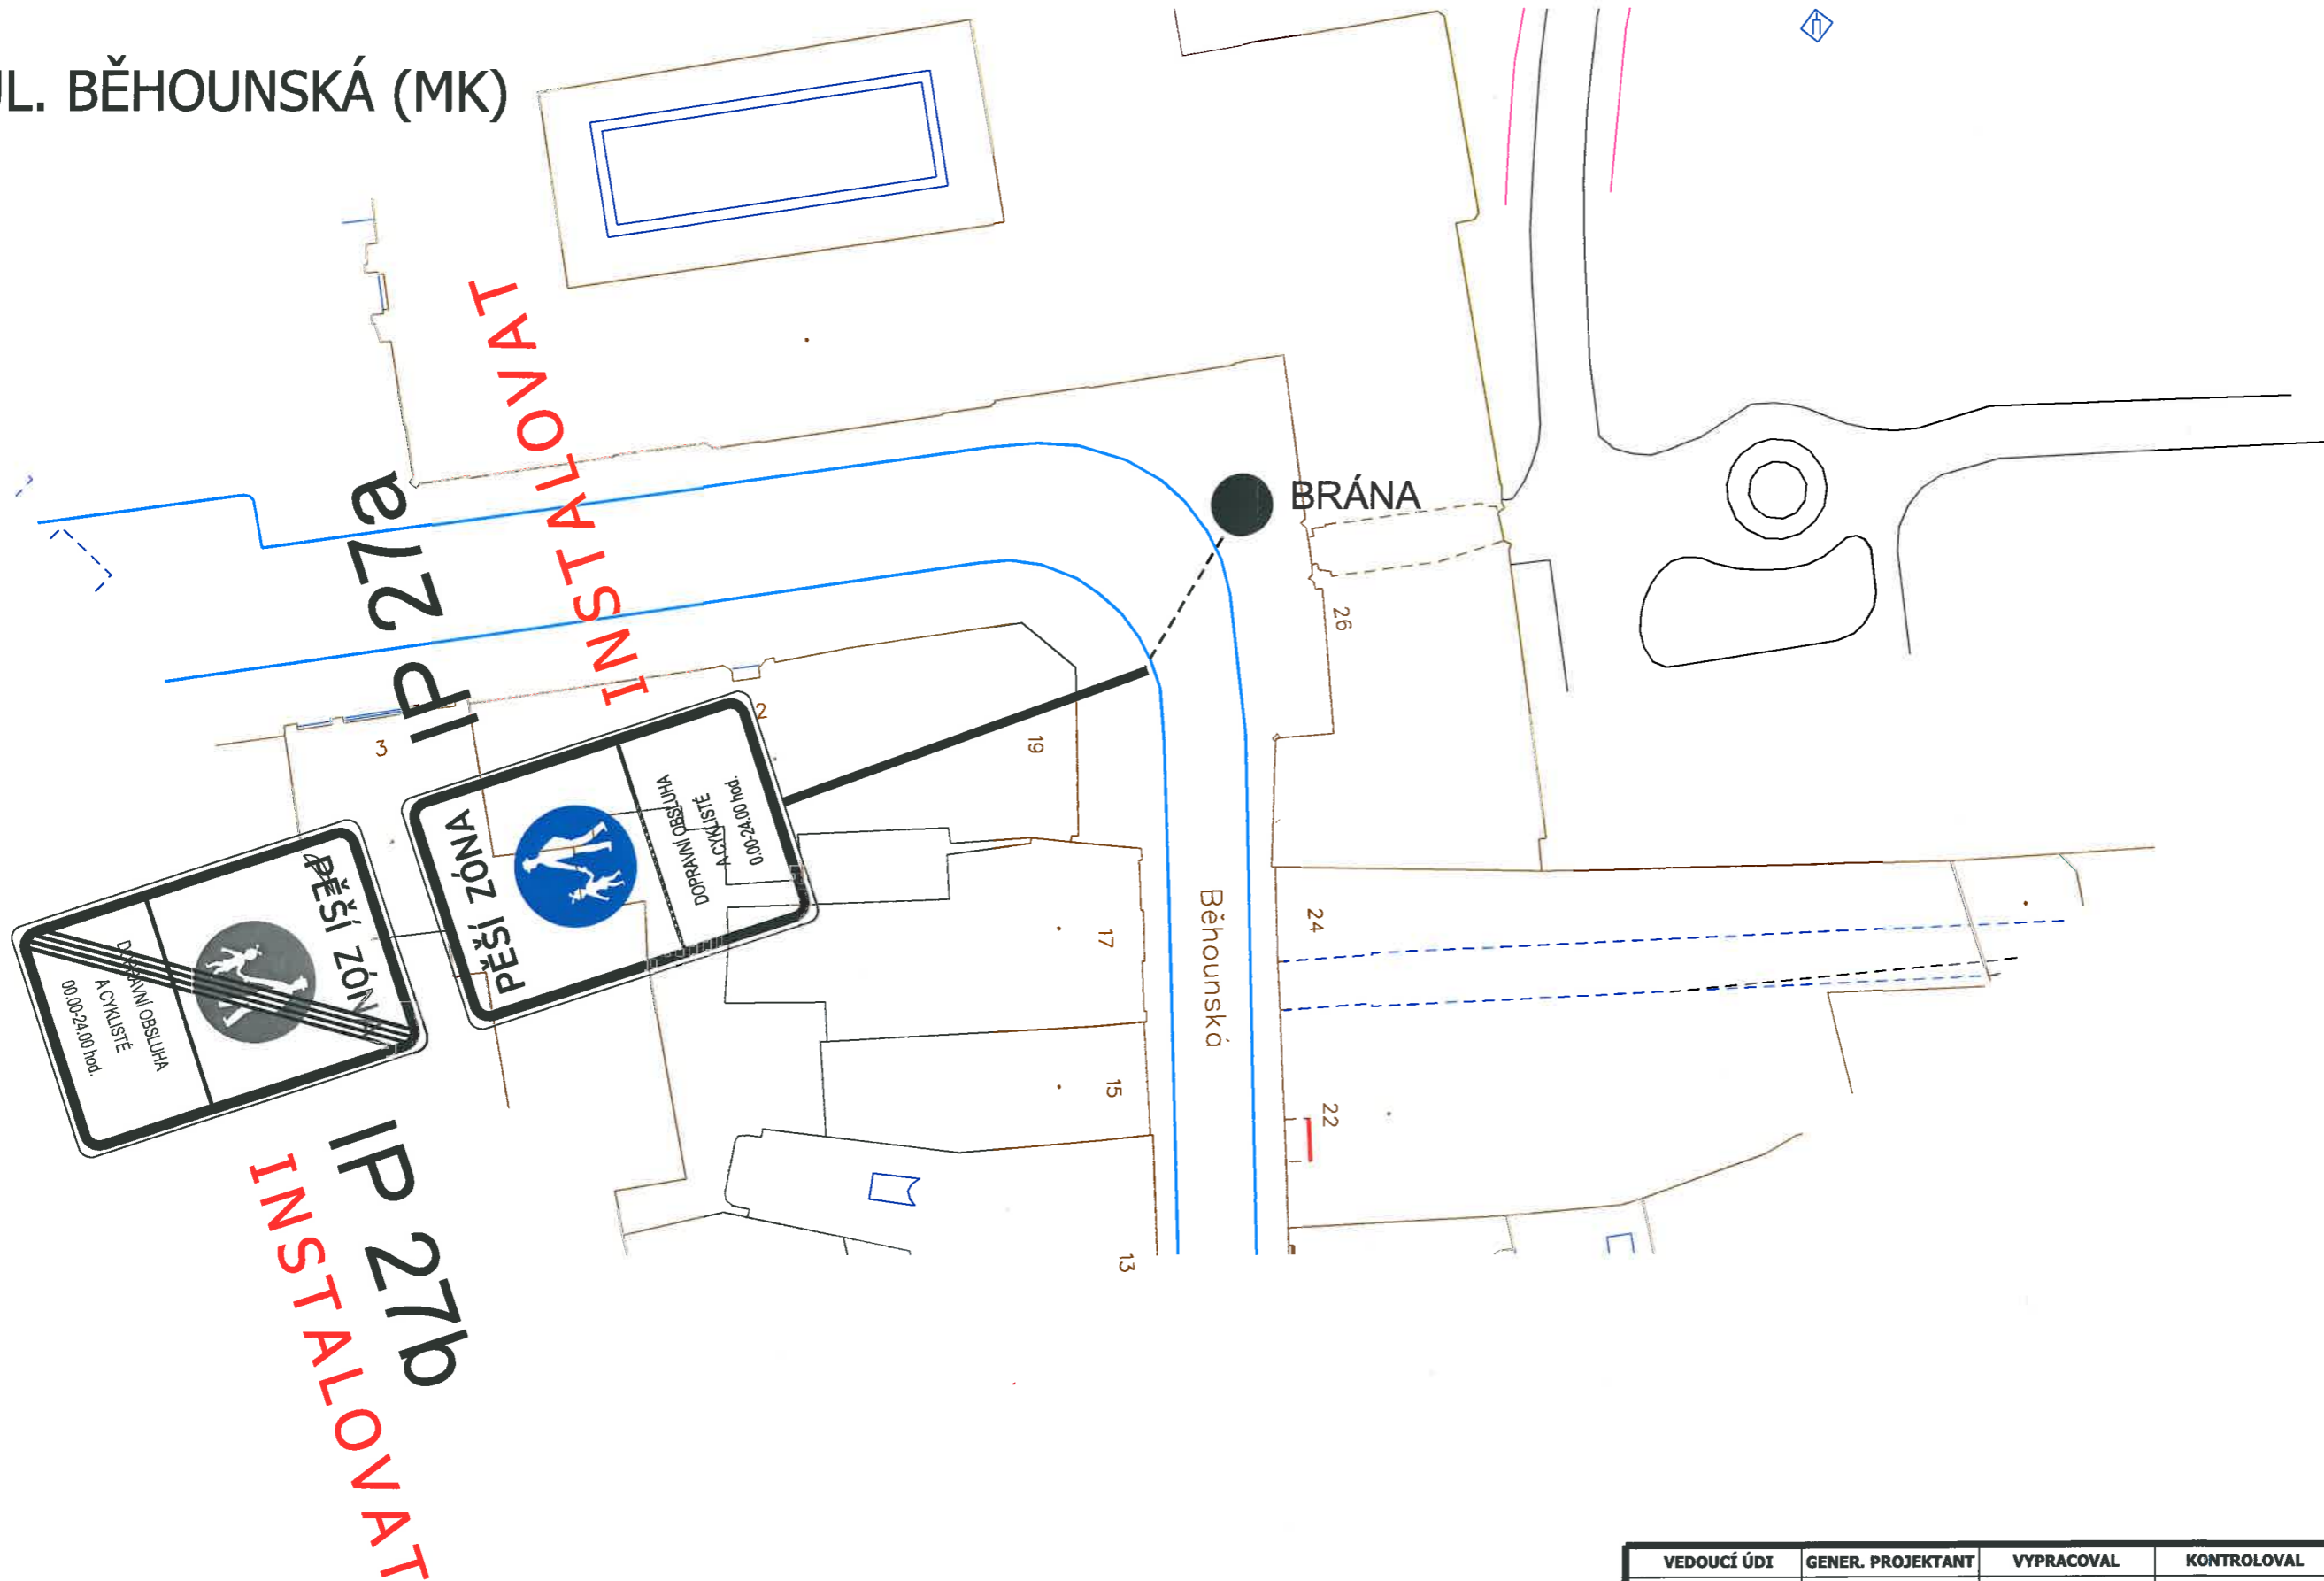 UL. BĚHOUNSKÁ (MK)
INSTALOVAT
IP 27a
BRÁNA
26
2
3
19
PĚŠÍ ZÓNA
DOPRAVNÍ OBSLUHA
A CYKLISTÉ
0.00-24.00 hod.
PĚŠÍ ZÓNA
DOPRAVNÍ OBSLUHA
A CYKLISTÉ
00.00-24.00 hod.
24
17
Běhounská
15
22
13
IP 27b
INSTALOVAT
VEDOUCÍ ÚDI
GENER. PROJEKTANT
VYPRACOVAL
KONTROLOVAL